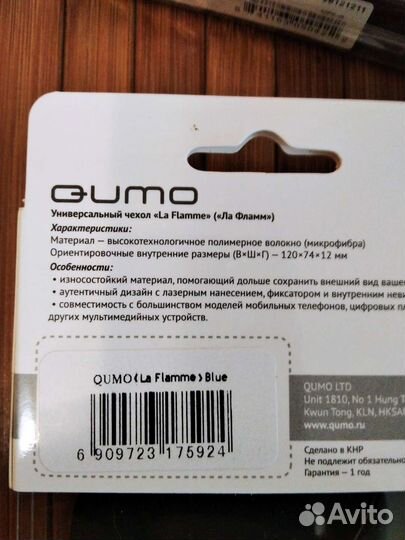 98121211
QUMO
Универсальный чехол «La Flamme» («Ла Фламм»)
Характеристики:
Материал — высокотехнологичное полимерное волокно (микрофибра)
Ориентировочные внутренние размеры (В×Ш×Г) — 120×74×12 мм
Особенности:
• износостойкий материал, помогающий дольше сохранить внешний вид вашег
• аутентичный дизайн с лазерным нанесением, фиксатором и внутренним неви
• совместимость с большинством моделей мобильных телефонов, цифровых пл
других мультимедийных устройств.
QUMO(La Flamme)Blue
6 909723 175924
QUMO LTD
Unit 1810, No 1 Hung T
Kwun Tong, KLN, HKSA
www.qumo.ru
Сделано в КНР
Не подлежит обязательно
Гарантия – 1 год
Avito